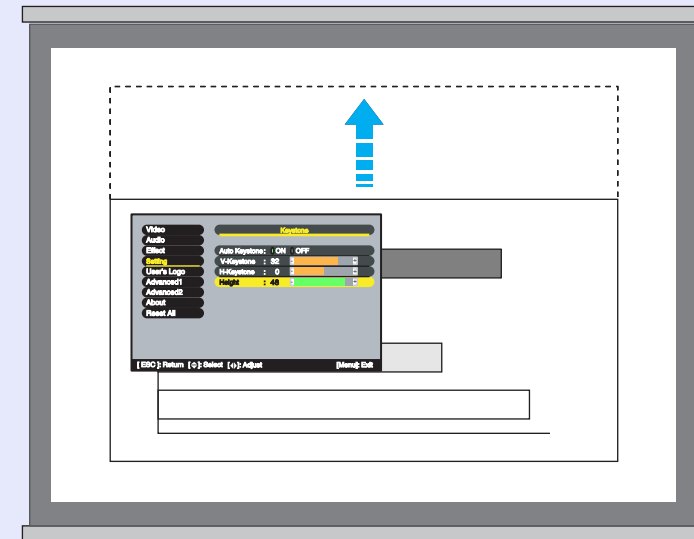 Video
Audio
Effect
Setting
User's Logo
Advanced1
Advanced2
About
Reset All
Keystone
Auto Keystone: ON OFF
V-Keystone : 32
H-Keystone : 0
Height : 48
[ESC]: Return [ ]: Select [ ]: Adjust [Menu]: Exit